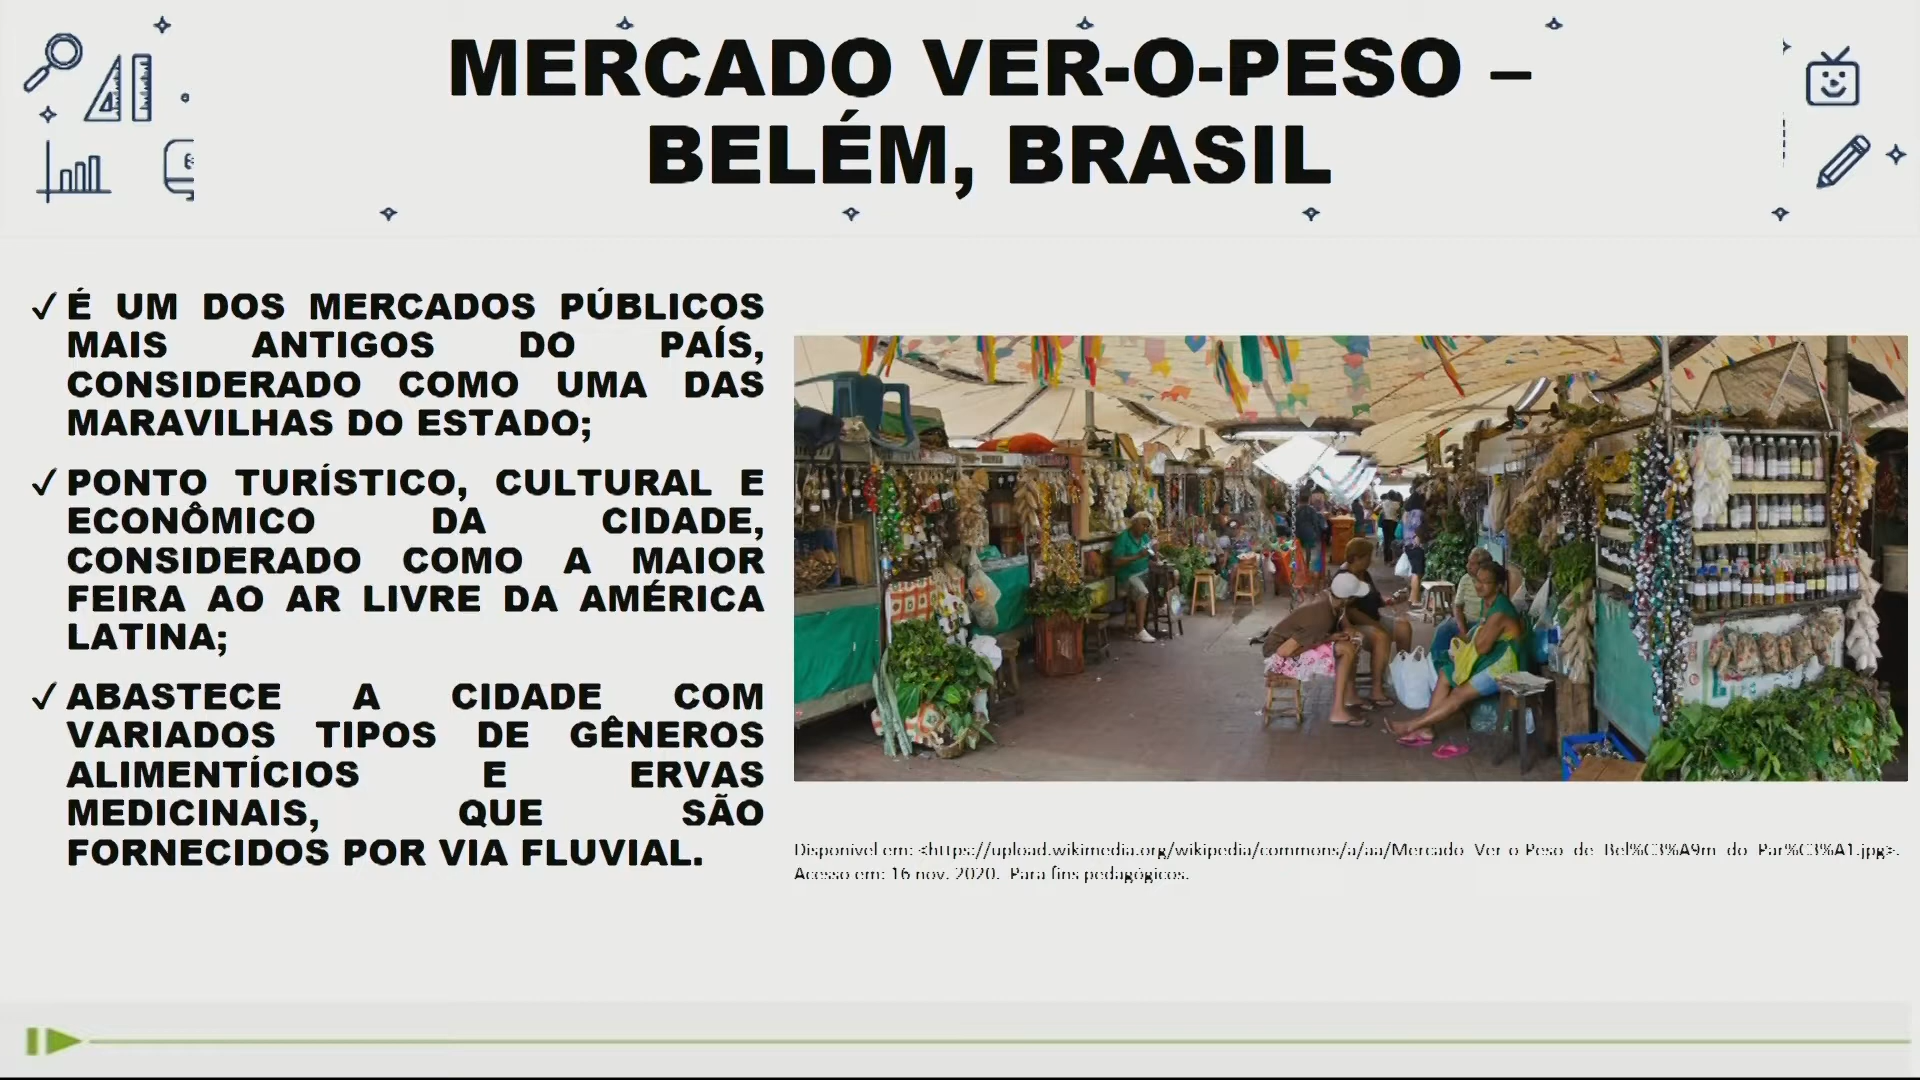 MERCADO VER-O-PESO –
BELÉM, BRASIL
✓ É UM DOS MERCADOS PÚBLICOS
MAIS ANTIGOS DO PAÍS,
CONSIDERADO COMO UMA DAS
MARAVILHAS DO ESTADO;
✓ PONTO TURÍSTICO, CULTURAL E
ECONÔMICO DA CIDADE,
CONSIDERADO COMO A MAIOR
FEIRA AO AR LIVRE DA AMÉRICA
LATINA;
✓ ABASTECE A CIDADE COM
VARIADOS TIPOS DE GÊNEROS
ALIMENTÍCIOS E ERVAS
MEDICINAIS, QUE SÃO
FORNECIDOS POR VIA FLUVIAL.
Disponível em: <https://upload.wikimedia.org/wikipedia/commons/a/aa/Mercado_Ver-o-Peso_de_Bel%C3%A9m_do_Par%C3%A1.jpg>.
Acesso em: 16 nov. 2020. Para fins pedagógicos.